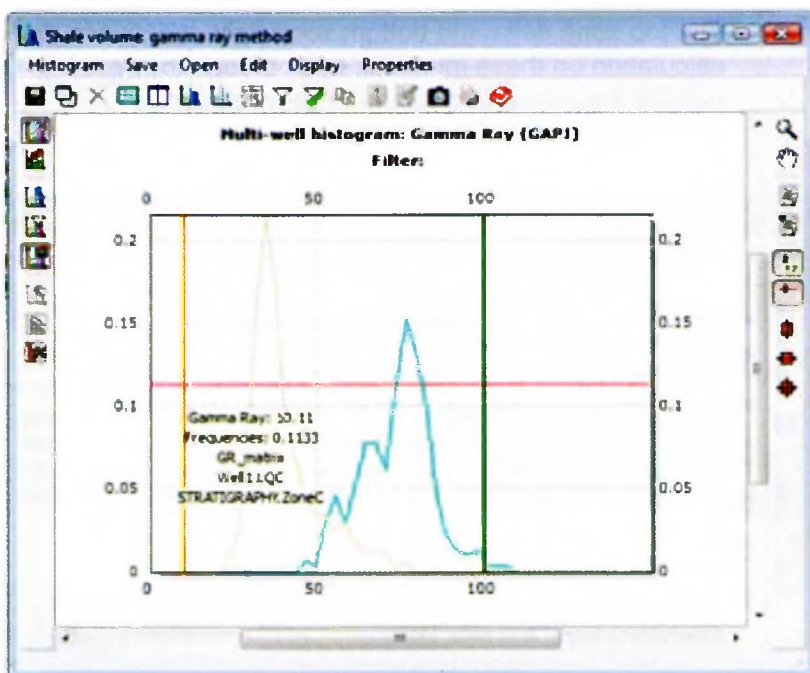 Shale volume: gamma ray method
Histogram Save Open Edit Display Properties
Multi-well histogram: Gamma Ray (GAPI)
Filter:
0 50 100
0.2 0.2
0.15 0.15
0.1 0.1
Gamma Ray: 10.11
Frequencies: 0.1133
GR_matrix
STRATIGRAPHY.ZoneC
0.05 0.05
0 0
0 50 100